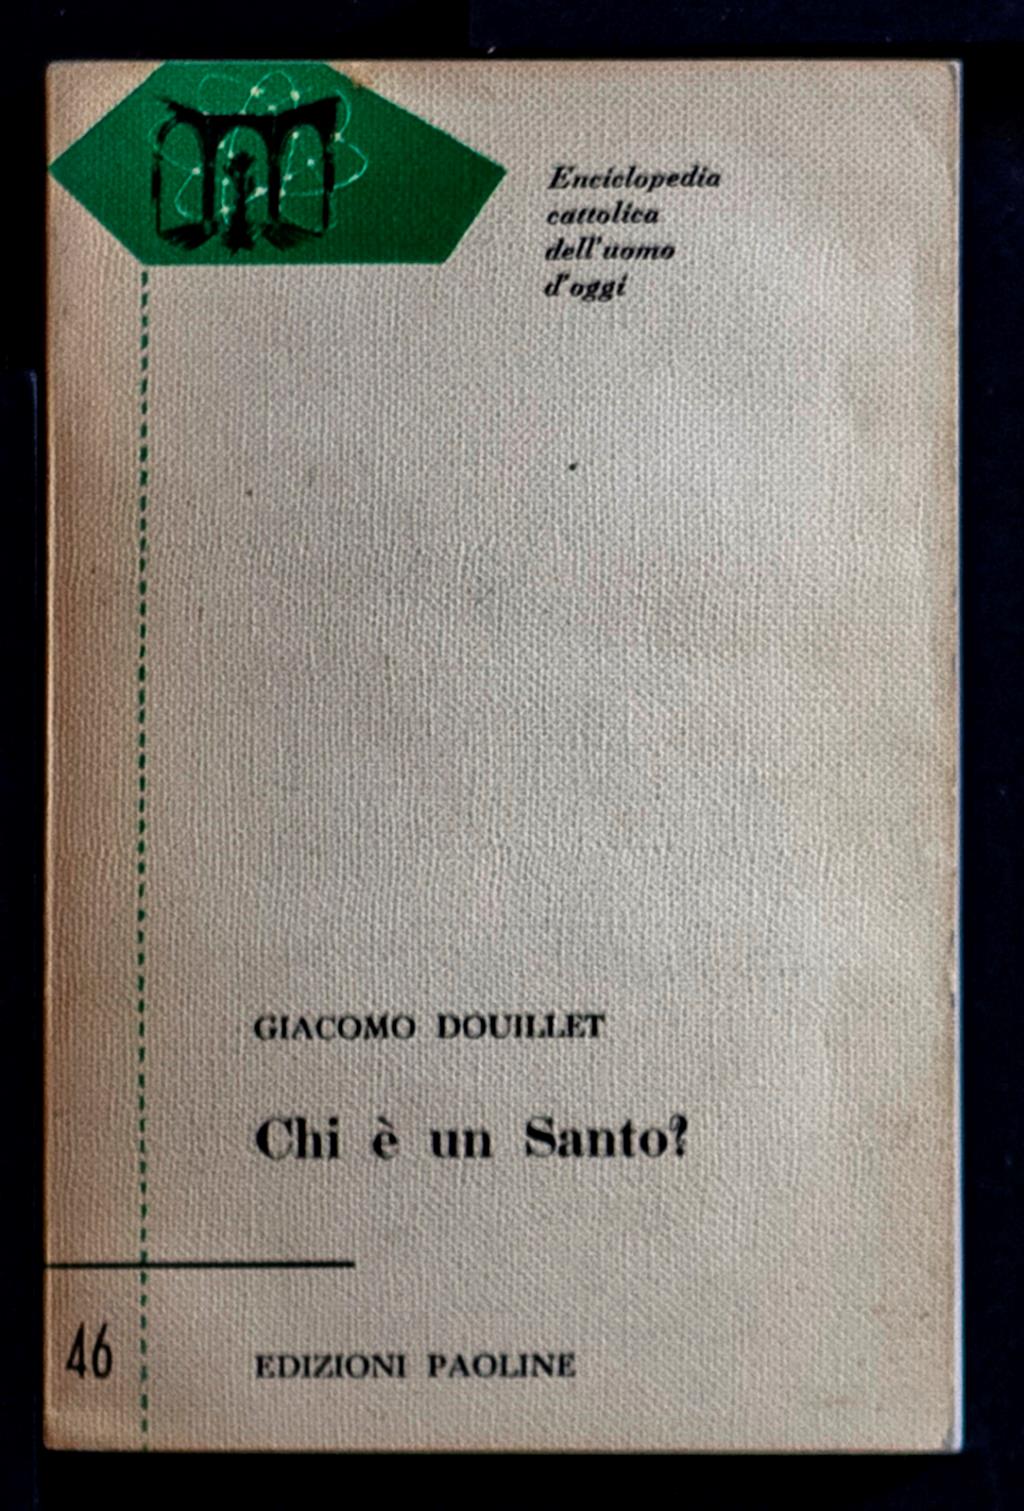 Enciclopedia
cattolica
dell'uomo
d'oggi
GIACOMO DOUILLET
Chi è un Santo?
46
EDIZIONI PAOLINE